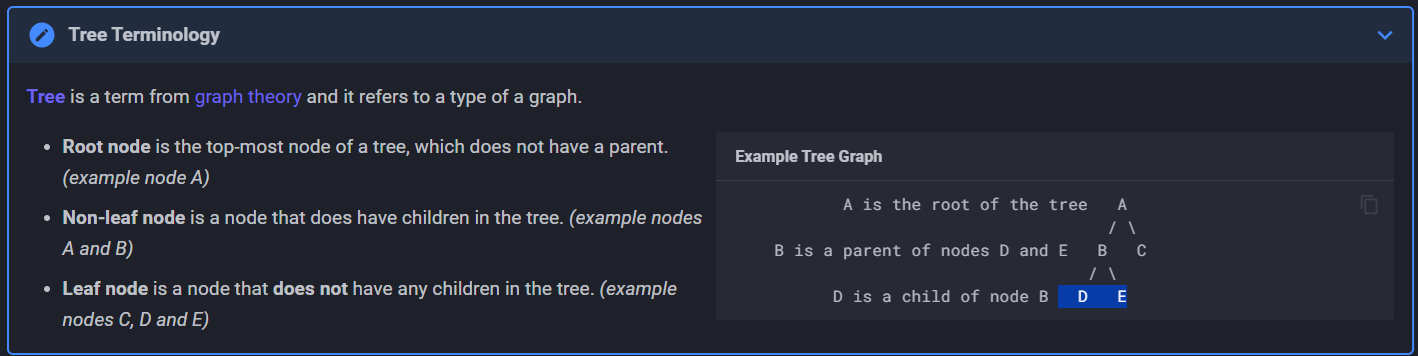 Tree Terminology
Tree is a term from graph theory and it refers to a type of a graph.
• Root node is the top-most node of a tree, which does not have a parent.
(example node A)
• Non-leaf node is a node that does have children in the tree. (example nodes
A and B)
• Leaf node is a node that does not have any children in the tree. (example
nodes C, D and E)
Example Tree Graph
A is the root of the tree   A
/ \
B is a parent of nodes D and E   B   C
/ \
D is a child of node B   D   E